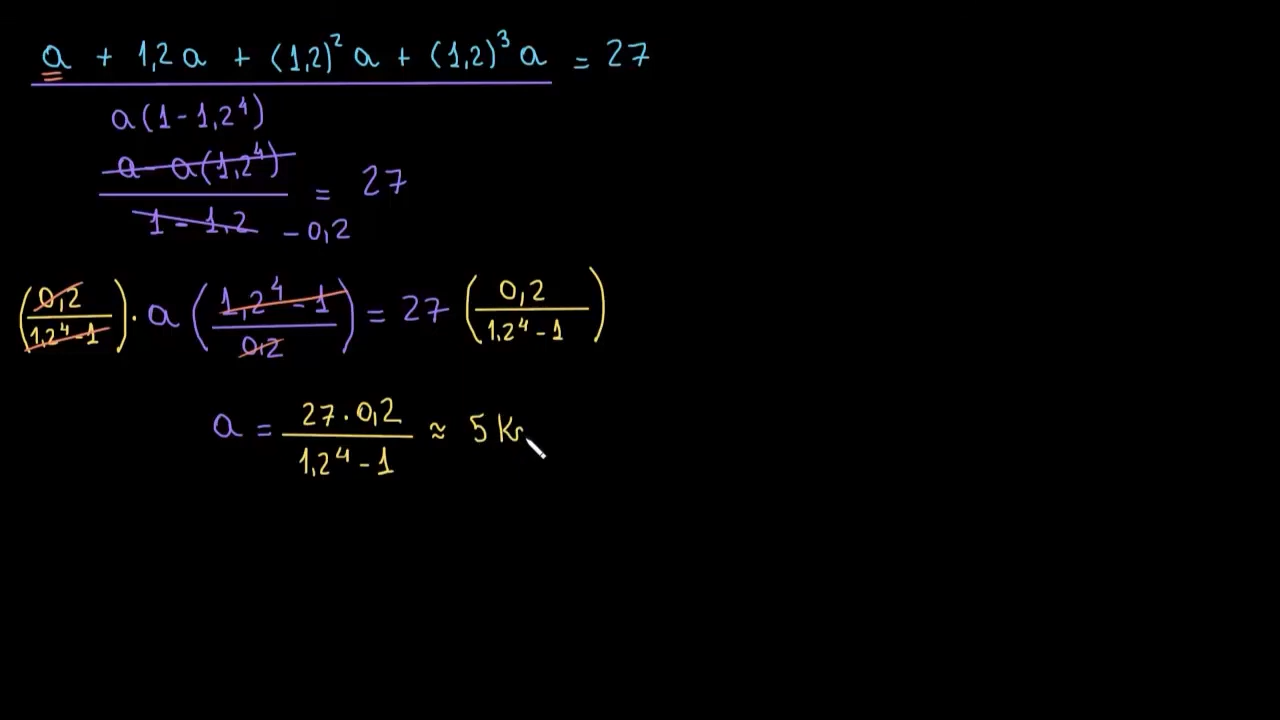 a + 1,2a + (1,2)² a + (1,2)³ a = 27
a(1 - 1,2⁴)
a - a(1,2⁴)
= 27
1 - 1,2 - 0,2
(0,2 / 1,2⁴ - 1) · a (1,2⁴ - 1 / 0,2) = 27 (0,2 / 1,2⁴ - 1)
a = 27 · 0,2 / 1,2⁴ - 1 ≈ 5 Kr